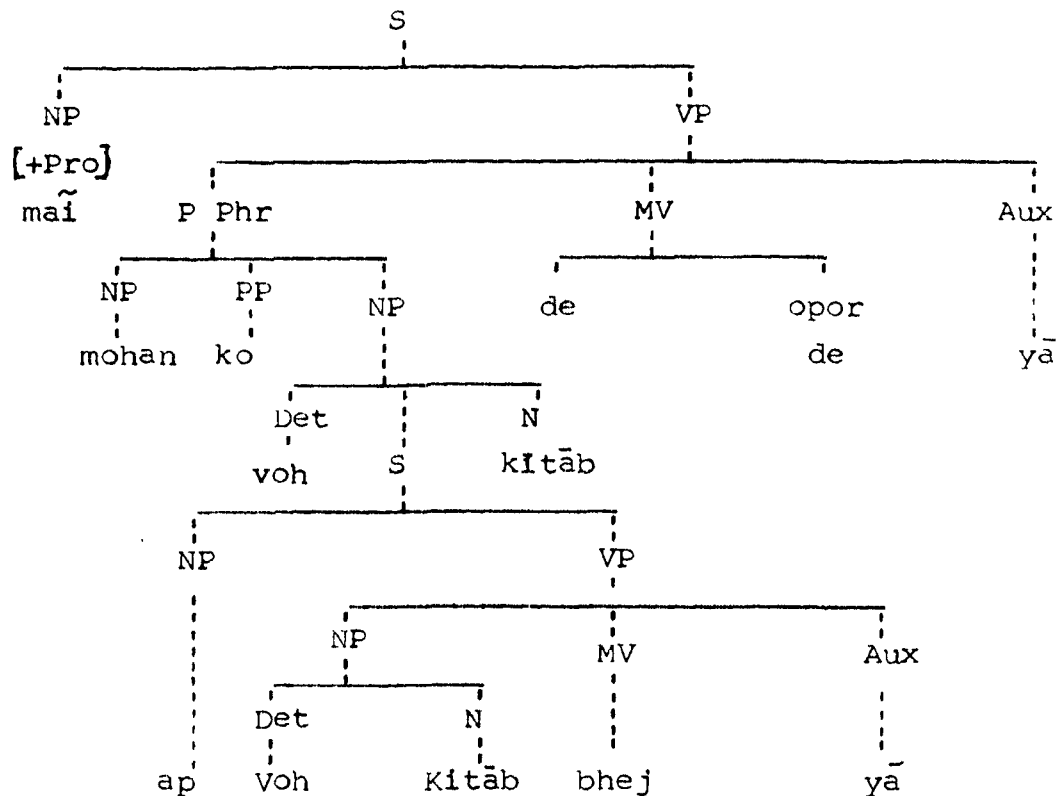 S
NP VP
[+Pro]
maĩ P Phr MV Aux
NP PP NP de opor
mohan ko de yā
Det N
voh S kitāb
NP VP
NP MV Aux
Det N
ap Voh Kitāb bhej yā